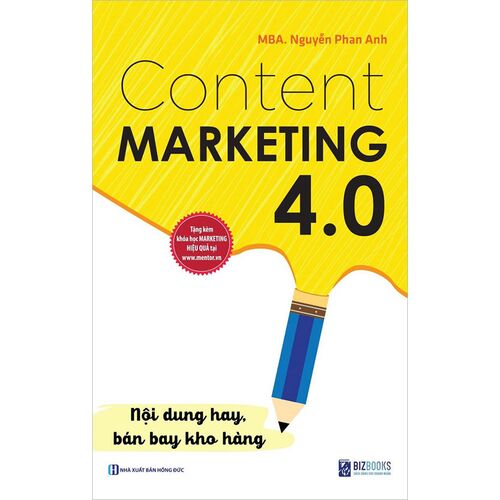 MBA. Nguyễn Phan Anh
Content
MARKETING
4.0
Tặng kèm
khóa học MARKETING
HIỆU QUẢ tại
www.mentor.vn
Nội dung hay,
bán bay kho hàng
NHÀ XUẤT BẢN HỒNG ĐỨC
BIZBOOKS